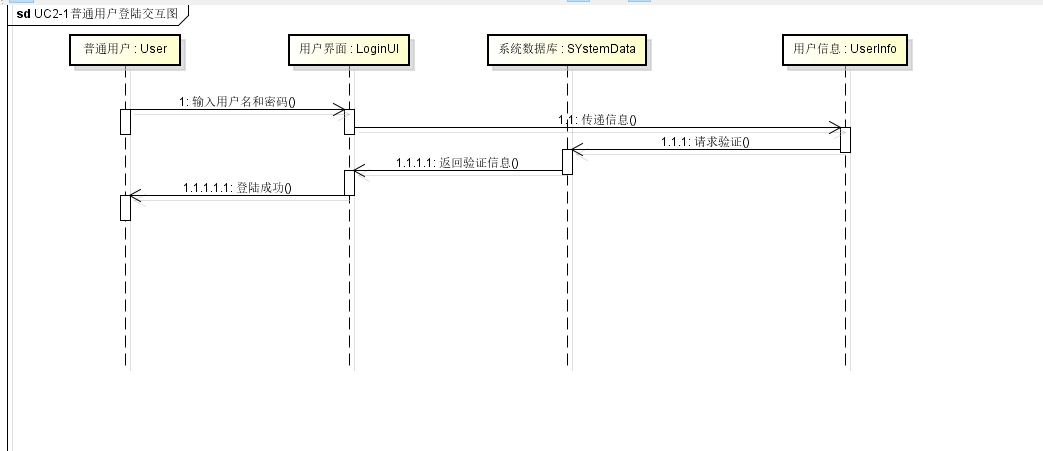 sd UC2-1普通用户登陆交互图
普通用户 : User
用户界面 : LoginUI
系统数据库 : SYstemData
用户信息 : UserInfo
1: 输入用户名和密码()
1.1: 传递信息()
1.1.1: 请求验证()
1.1.1.1: 返回验证信息()
1.1.1.1.1: 登陆成功()